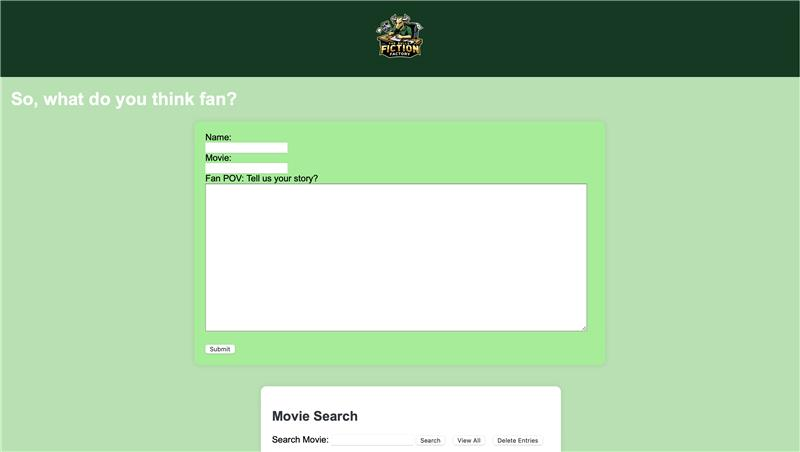 FICTION
FACTORY
So, what do you think fan?
Name:
Movie:
Fan POV: Tell us your story?
Submit
Movie Search
Search Movie: Search View All Delete Entries